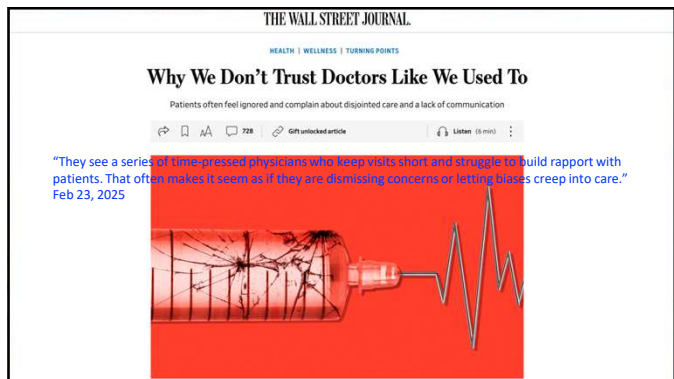 THE WALL STREET JOURNAL.
HEALTH | WELLNESS | TURNING POINTS
Why We Don't Trust Doctors Like We Used To
Patients often feel ignored and complain about disjointed care and a lack of communication
AA 728 Gift unlocked article Listen (6 min)
“They see a series of time-pressed physicians who keep visits short and struggle to build rapport with
patients. That often makes it seem as if they are dismissing concerns or letting biases creep into care.”
Feb 23, 2025